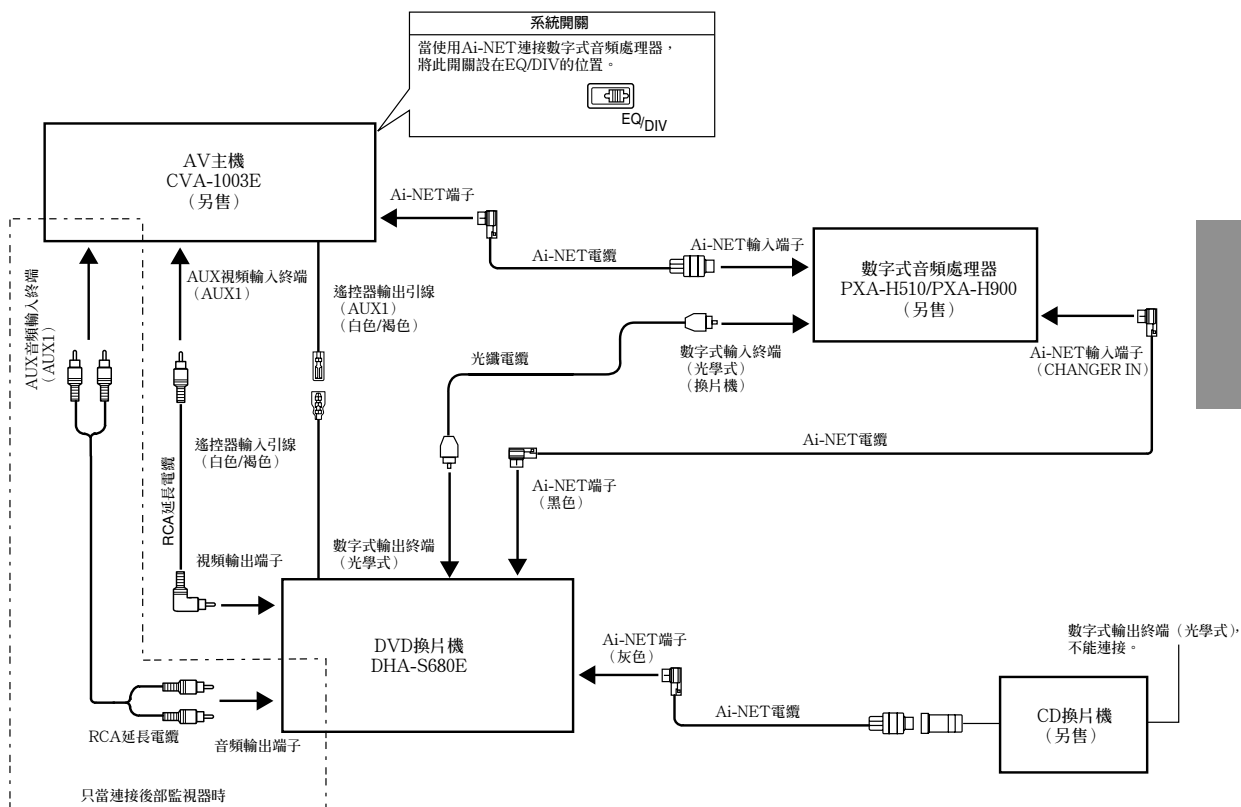 系統開關
當使用Ai-NET連接數字式音頻處理器，
將此開關設在EQ/DIV的位置。
EQ/DIV
AV主機
CVA-1003E
（另售）
Ai-NET端子
Ai-NET電纜
Ai-NET輸入端子
數字式音頻處理器
PXA-H510/PXA-H900
（另售）
AUX音頻輸入終端
（AUX1）
AUX視頻輸入終端
（AUX1）
遙控器輸出引線
（AUX1）
（白色/褐色）
光纖電纜
數字式輸入終端
（光學式）
（換片機）
Ai-NET輸入端子
（CHANGER IN）
Ai-NET電纜
遙控器輸入引線
（白色/褐色）
RCA延長電纜
Ai-NET端子
（黑色）
視頻輸出端子
數字式輸出終端
（光學式）
DVD換片機
DHA-S680E
Ai-NET端子
（灰色）
數字式輸出終端（光學式），
不能連接。
Ai-NET電纜
CD換片機
（另售）
RCA延長電纜
音頻輸出端子
只當連接後部監視器時